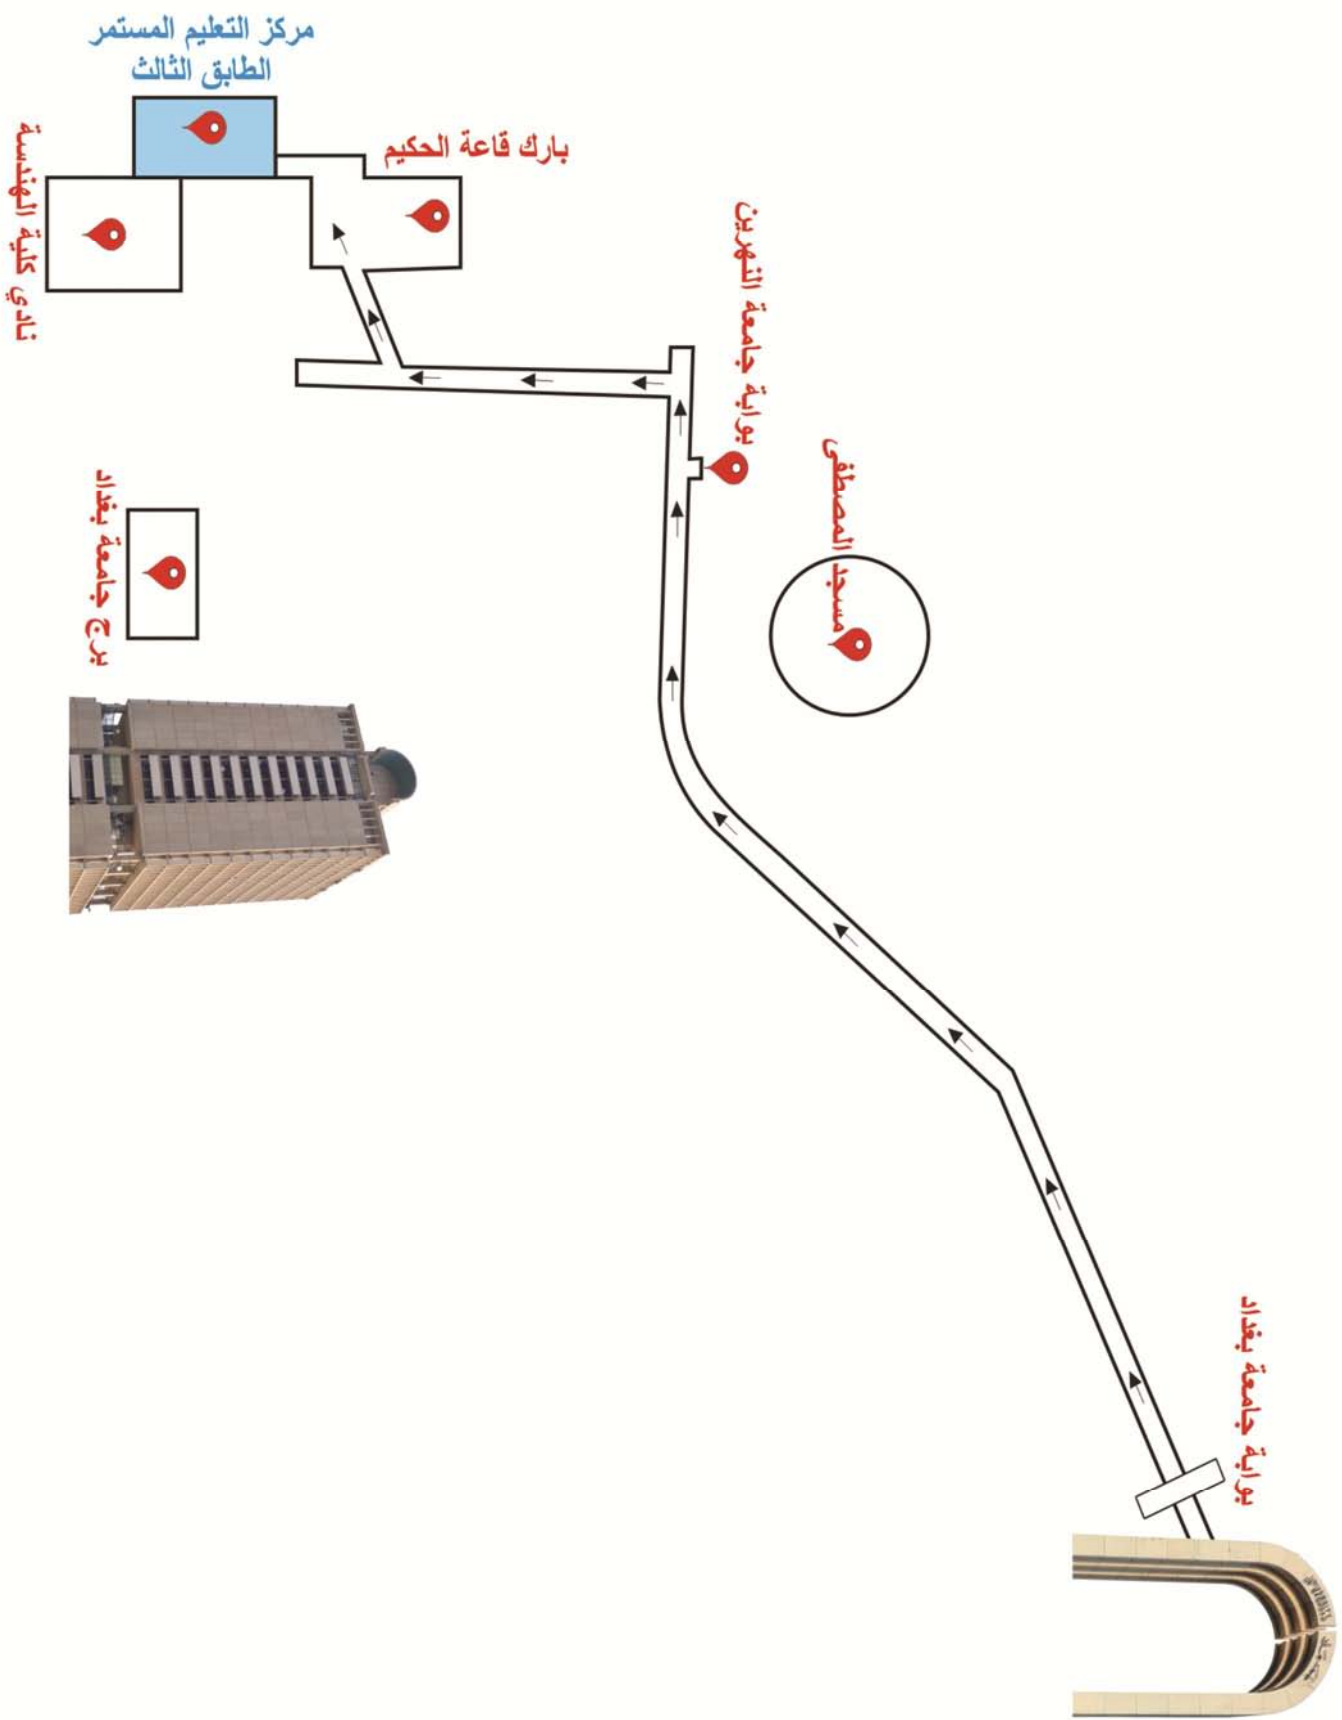 مركز التعليم المستمر
الطابق الثالث
بارك قاعة الحكيم
نادي كلية الهندسة
بوابة جامعة النهرين
مسجد المصطفى
برج جامعة بغداد
بوابة جامعة بغداد